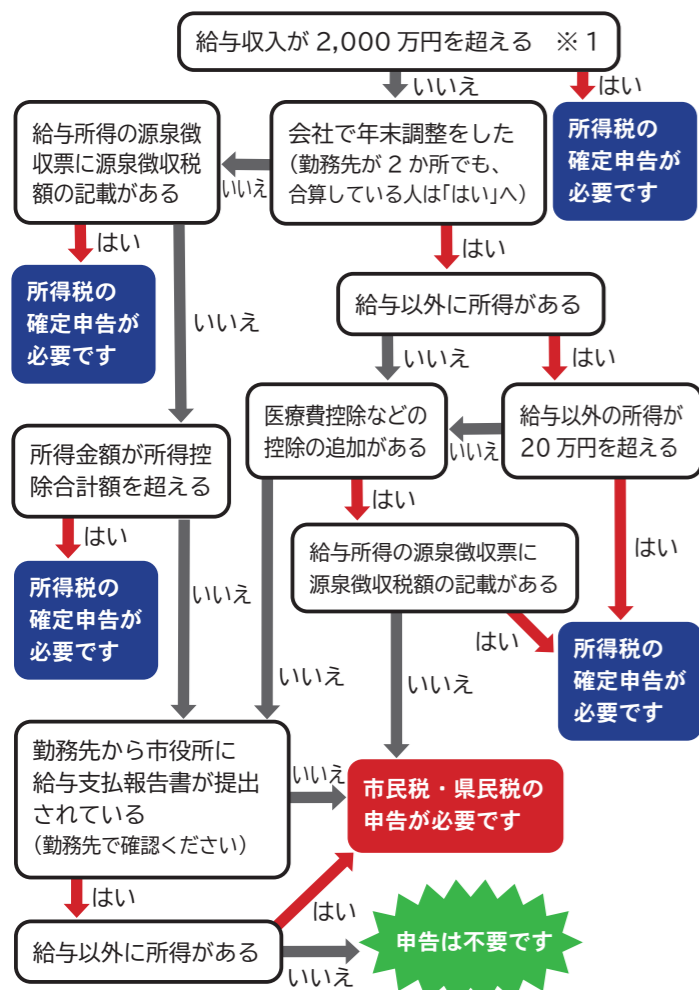 給与収入が 2,000 万円を超える ※１
いいえ
はい
給与所得の源泉徴
収票に源泉徴収税
額の記載がある
会社で年末調整をした
（勤務先が２か所でも、
合算している人は「はい」へ）
所得税の
確定申告が
必要です
いいえ
はい
はい
所得税の
確定申告が
必要です
いいえ
給与以外に所得がある
いいえ
はい
医療費控除などの
控除の追加がある
いいえ
給与以外の所得が
20 万円を超える
所得金額が所得控
除合計額を超える
はい
はい
はい
所得税の
確定申告が
必要です
いいえ
給与所得の源泉徴収票に
源泉徴収税額の記載がある
はい
いいえ
いいえ
所得税の
確定申告が
必要です
勤務先から市役所に
給与支払報告書が提出
されている
（勤務先で確認ください）
いいえ
市民税・県民税の
申告が必要です
はい
はい
給与以外に所得がある
いいえ
申告は不要です